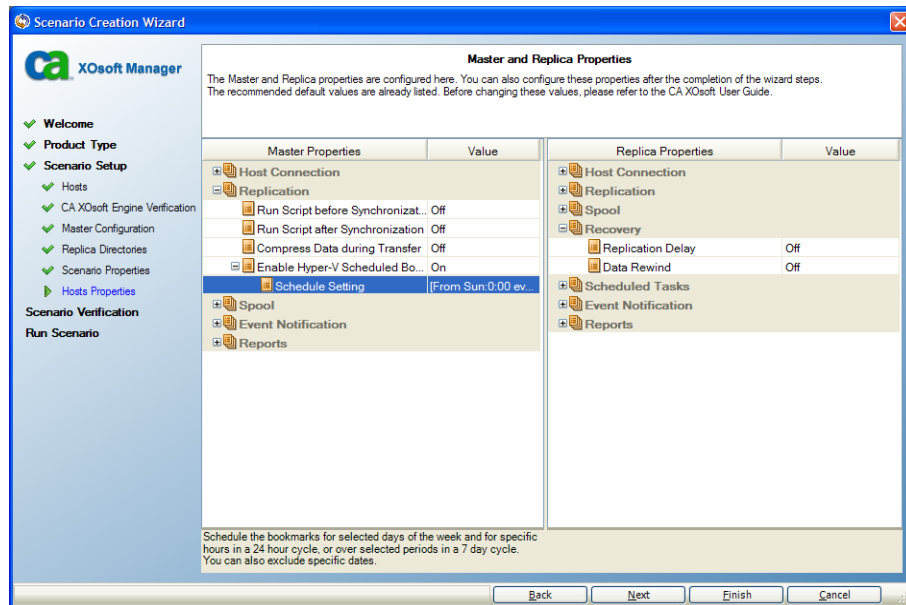 Scenario Creation Wizard
ca XOsoft Manager
Welcome
Product Type
Scenario Setup
Hosts
CA XOsoft Engine Verification
Master Configuration
Replica Directories
Scenario Properties
Hosts Properties
Scenario Verification
Run Scenario
Master and Replica Properties
The Master and Replica properties are configured here. You can also configure these properties after the completion of the wizard steps.
The recommended default values are already listed. Before changing these values, please refer to the CA XOsoft User Guide.
Master Properties Value
Host Connection
Replication
Run Script before Synchronizat... Off
Run Script after Synchronization Off
Compress Data during Transfer Off
Enable Hyper-V Scheduled Bo... On
Schedule Setting [From Sun:0:00 ev...
Spool
Event Notification
Reports
Schedule the bookmarks for selected days of the week and for specific
hours in a 24 hour cycle, or over selected periods in a 7 day cycle.
You can also exclude specific dates.
Replica Properties Value
Host Connection
Replication
Spool
Recovery
Replication Delay Off
Data Rewind Off
Scheduled Tasks
Event Notification
Reports
Back Next Finish Cancel